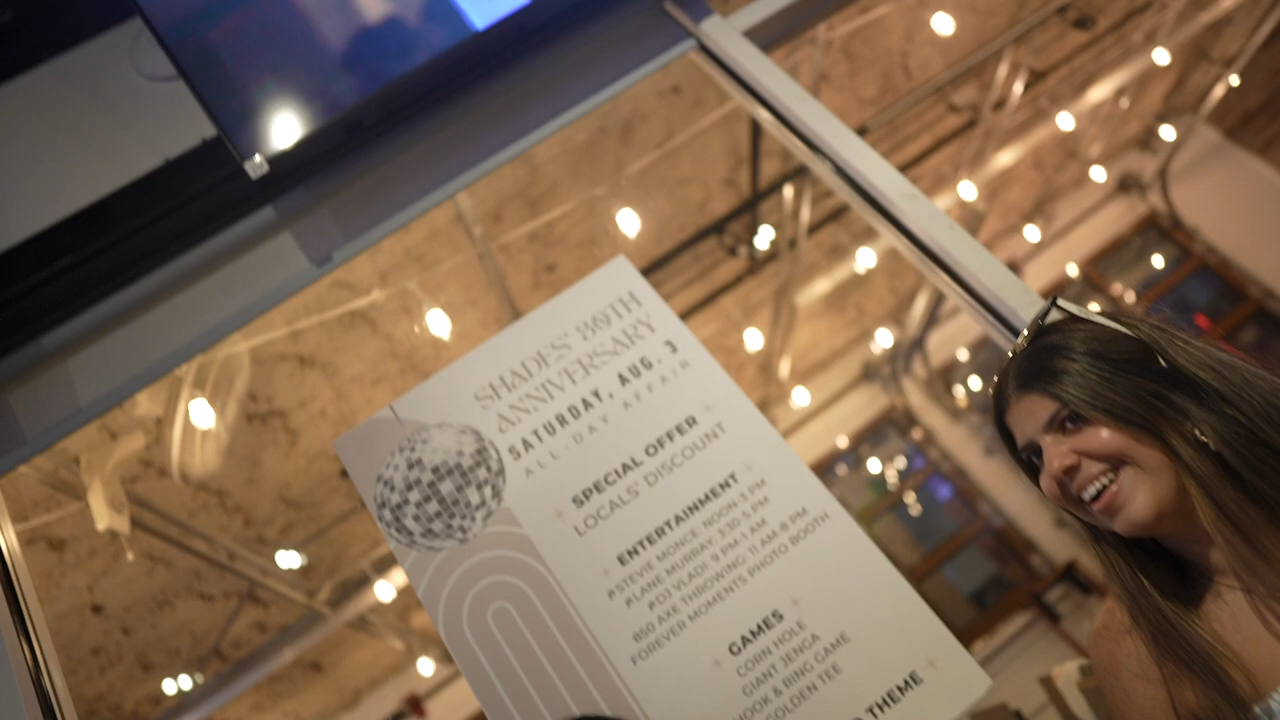 SHADES' 30TH
ANNIVERSARY
SATURDAY, AUG. 3
ALL-DAY AFFAIR
SPECIAL OFFER
LOCALS' DISCOUNT
ENTERTAINMENT
STEVIE MONCE: NOON-3 PM
LANE MURRAY: 3:30-5 PM
DJ VLADI: 9 PM-1 AM
850 AXE THROWING: 11 AM-8 PM
FOREVER MOMENTS PHOTO BOOTH
GAMES
CORN HOLE
GIANT JENGA
HOOK & RING GAME
GOLDEN TEE
THEME